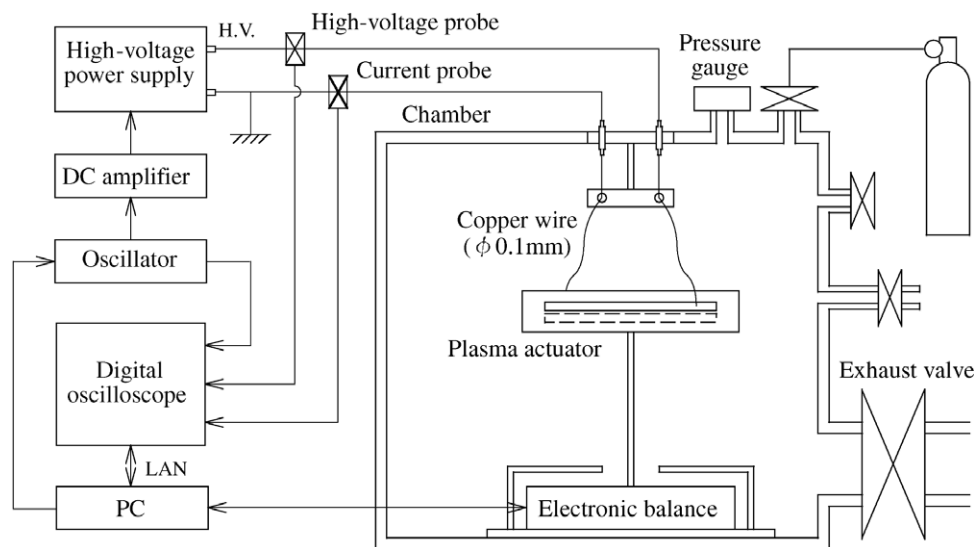 H.V.
High-voltage probe
High-voltage
power supply
Current probe
Pressure
gauge
Chamber
DC amplifier
Copper wire
( ϕ 0.1mm)
Oscillator
Plasma actuator
Digital
oscilloscope
Exhaust valve
LAN
PC
Electronic balance